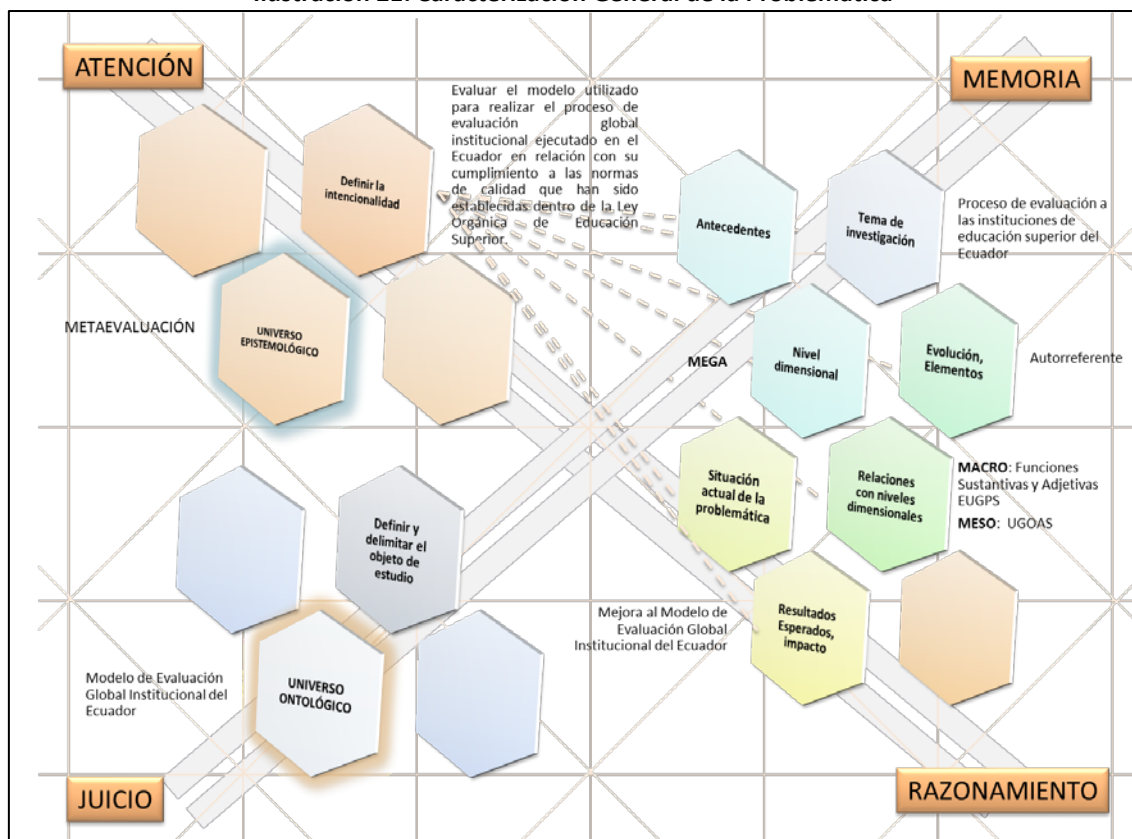 Ilustración 22. Caracterización General de la Problemática
ATENCIÓN
MEMORIA
Evaluar el modelo utilizado
para realizar el proceso de
evaluación global
institucional ejecutado en el
Ecuador en relación con su
cumplimiento a las normas
de calidad que han sido
establecidas dentro de la Ley
Orgánica de Educación
Superior.
Definir la
intencionalidad
Antecedentes
Tema de
investigación
Proceso de evaluación a
las instituciones de
educación superior del
Ecuador
METAEVALUACIÓN
UNIVERSO
EPISTEMOLÓGICO
MEGA
Nivel
dimensional
Evolución,
Elementos
Autorreferente
Situación
actual de la
problemática
Relaciones
con niveles
dimensionales
MACRO: Funciones
Sustantivas y Adjetivas
EUGPS
MESO: UGOAS
Definir y
delimitar el
objeto de
estudio
Mejora al Modelo de
Evaluación Global
Institucional del Ecuador
Resultados
Esperados,
impacto
Modelo de Evaluación
Global Institucional del
Ecuador
UNIVERSO
ONTOLÓGICO
JUICIO
RAZONAMIENTO